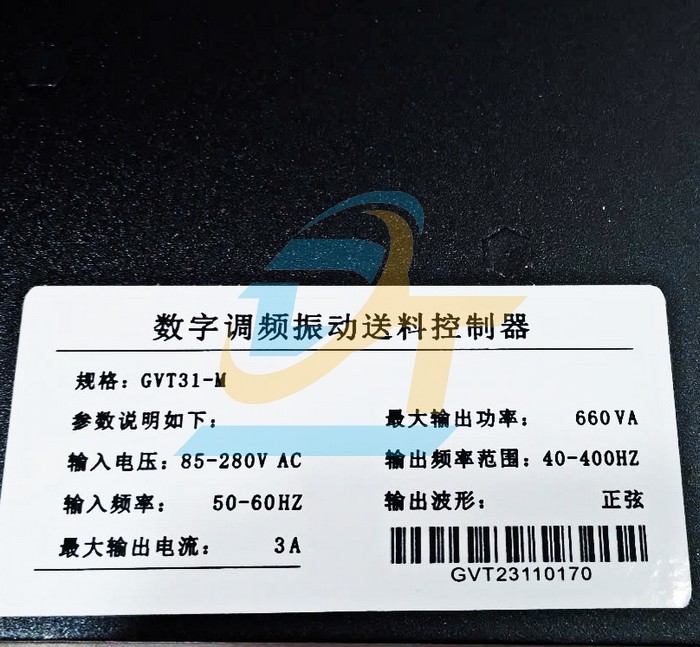 数字调频振动送料控制器
规格：GVT31-M
参数说明如下：
最大输出功率： 660VA
输入电压：85-280V AC
输出频率范围：40-400HZ
输入频率： 50-60HZ
输出波形： 正弦
最大输出电流： 3A
GVT23110170